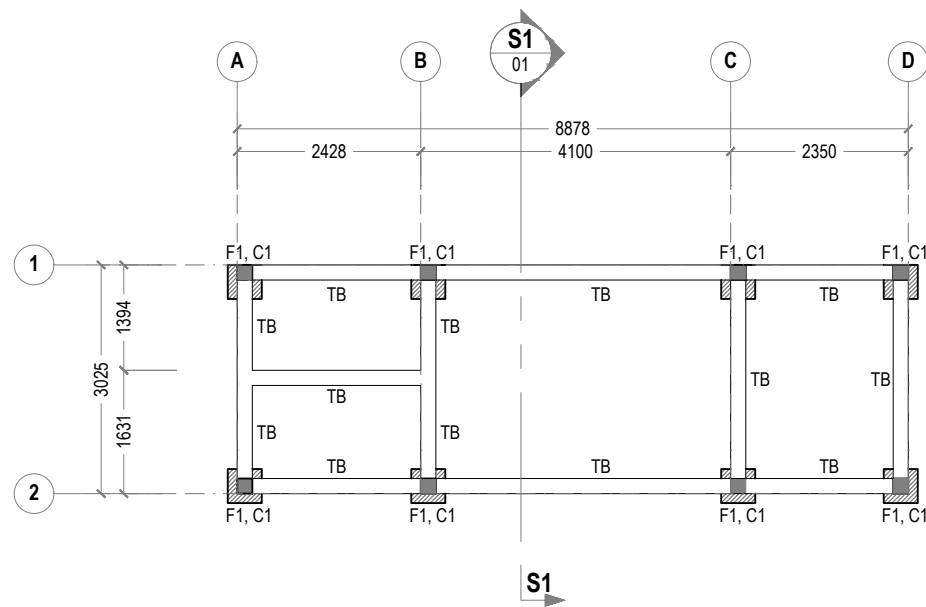 S1
01
A
B
C
D
8878
2428
4100
2350
F1, C1
F1, C1
F1, C1
F1, C1
1
TB
TB
TB
1394
TB
TB
3025
TB
TB
TB
1631
TB
TB
TB
TB
TB
2
F1, C1
F1, C1
F1, C1
F1, C1
S1